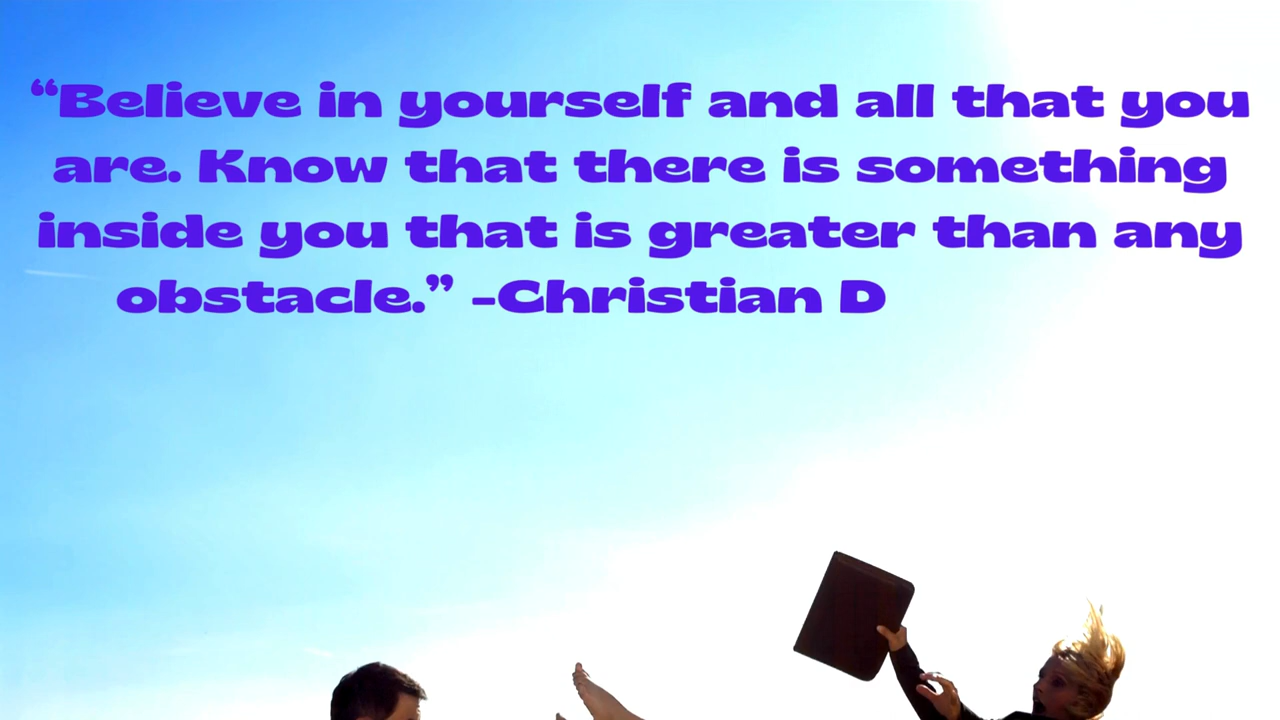 “Believe in yourself and all that you
are. Know that there is something
inside you that is greater than any
obstacle.” -Christian D